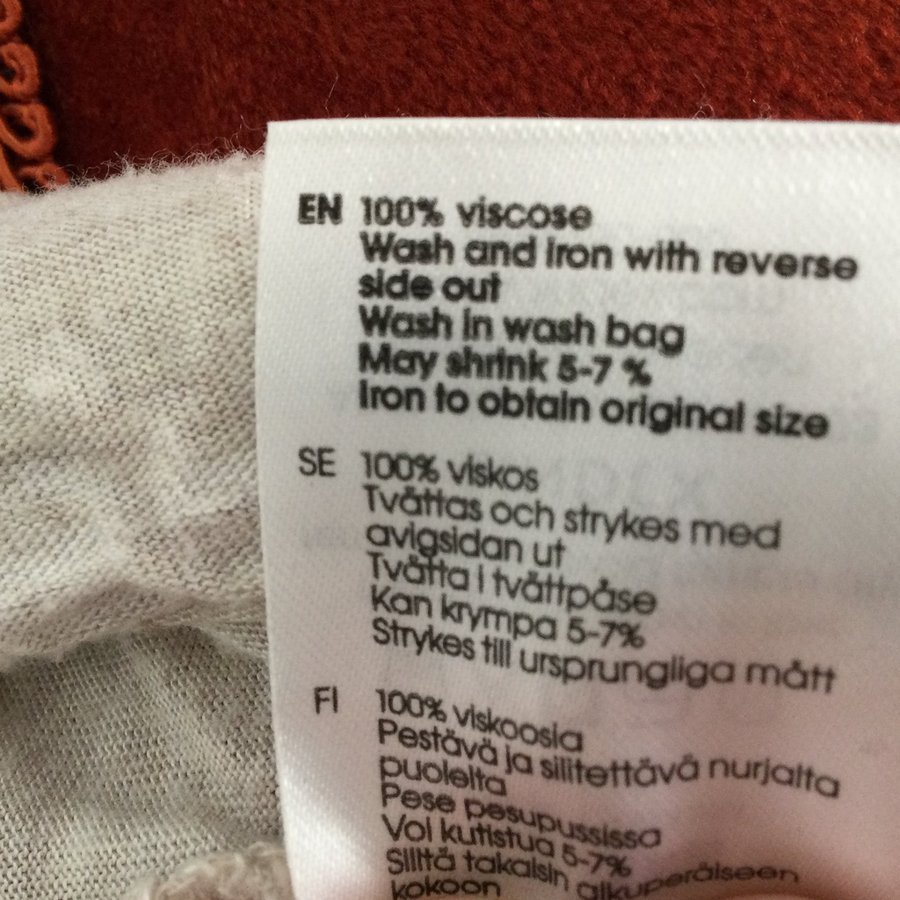 EN 100% viscose
Wash and iron with reverse
side out
Wash in wash bag
May shrink 5-7 %
Iron to obtain original size
SE 100% viskos
Tvättas och strykes med
avigsidan ut
Tvätta i tvättpåse
Kan krympa 5-7%
Strykes till ursprungliga mått
FI 100% viskoosia
Pestävä ja silitettävä nurjalta
puolelta
Pese pesupussissa
Voi kutistua 5-7%
Silitä takaisin alkuperäiseen
kokoon